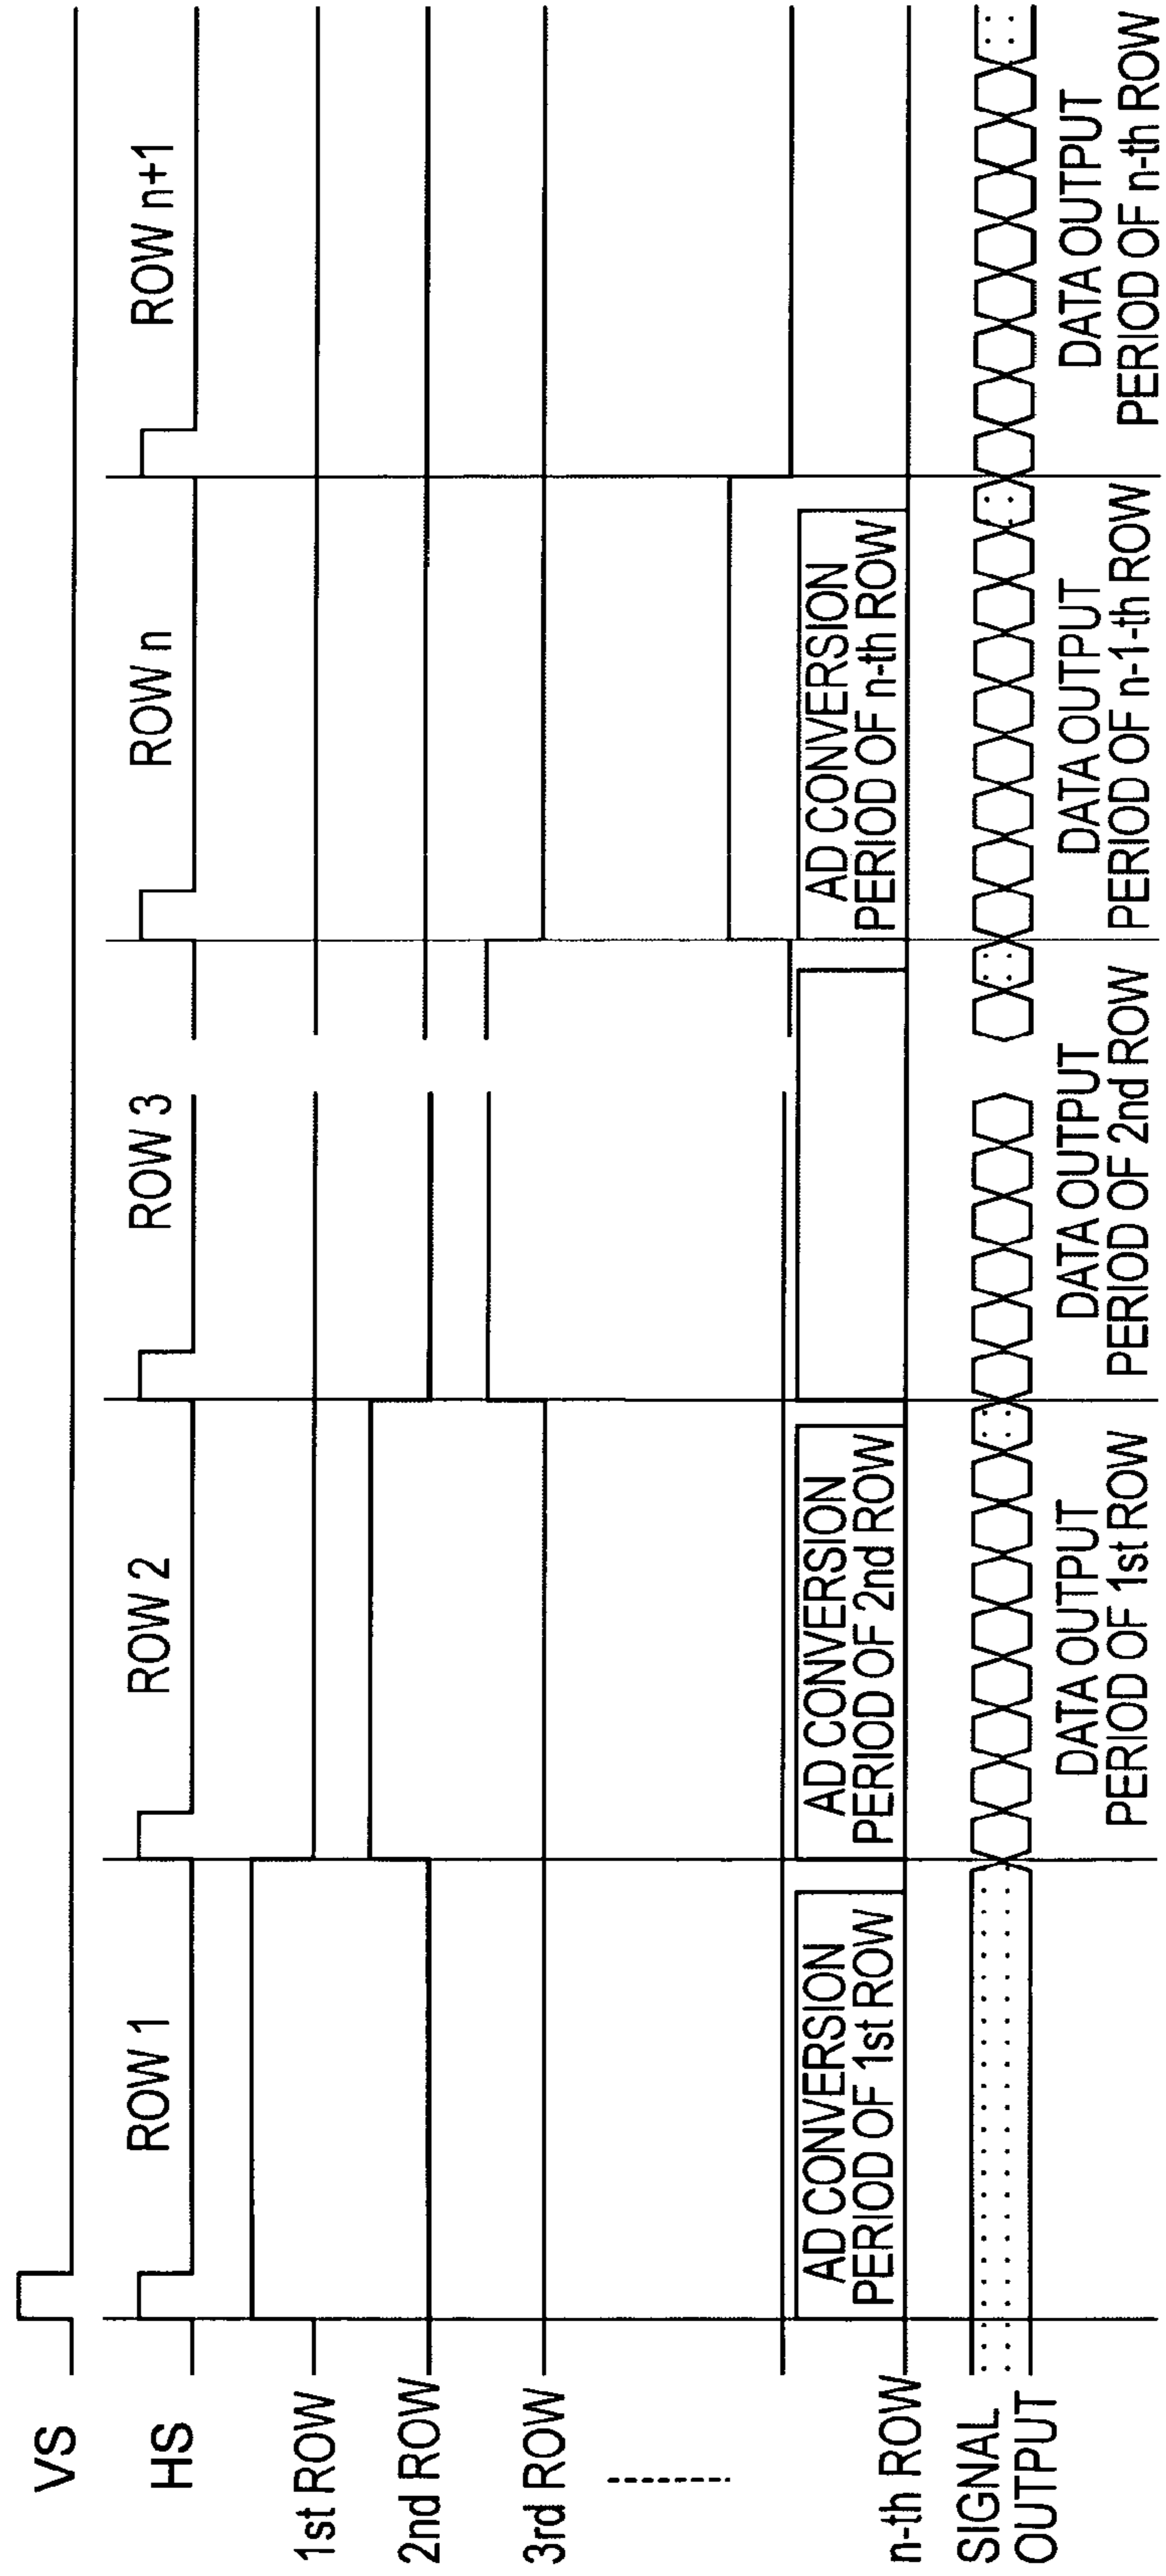 VS
HS
ROW 1
ROW 2
ROW 3
ROW n
ROW n+1
1st ROW
2nd ROW
3rd ROW
n-th ROW
AD CONVERSION
PERIOD OF 1st ROW
AD CONVERSION
PERIOD OF 2nd ROW
AD CONVERSION
PERIOD OF n-th ROW
SIGNAL
OUTPUT
DATA OUTPUT
PERIOD OF 1st ROW
DATA OUTPUT
PERIOD OF 2nd ROW
DATA OUTPUT
PERIOD OF n-1-th ROW
DATA OUTPUT
PERIOD OF n-th ROW